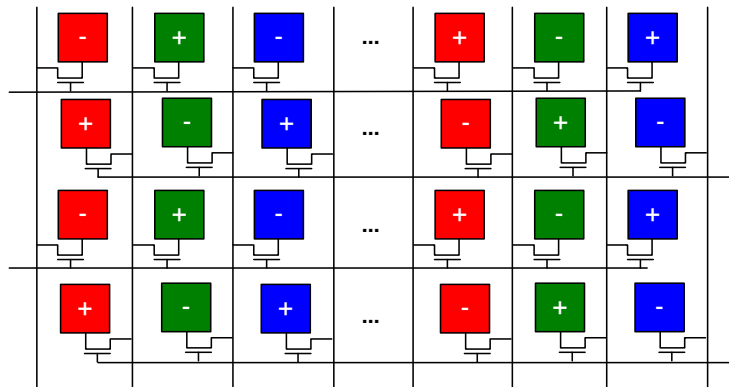 - + - ... + - +
+ - + ... - + -
- + - ... + - +
+ - + ... - + -